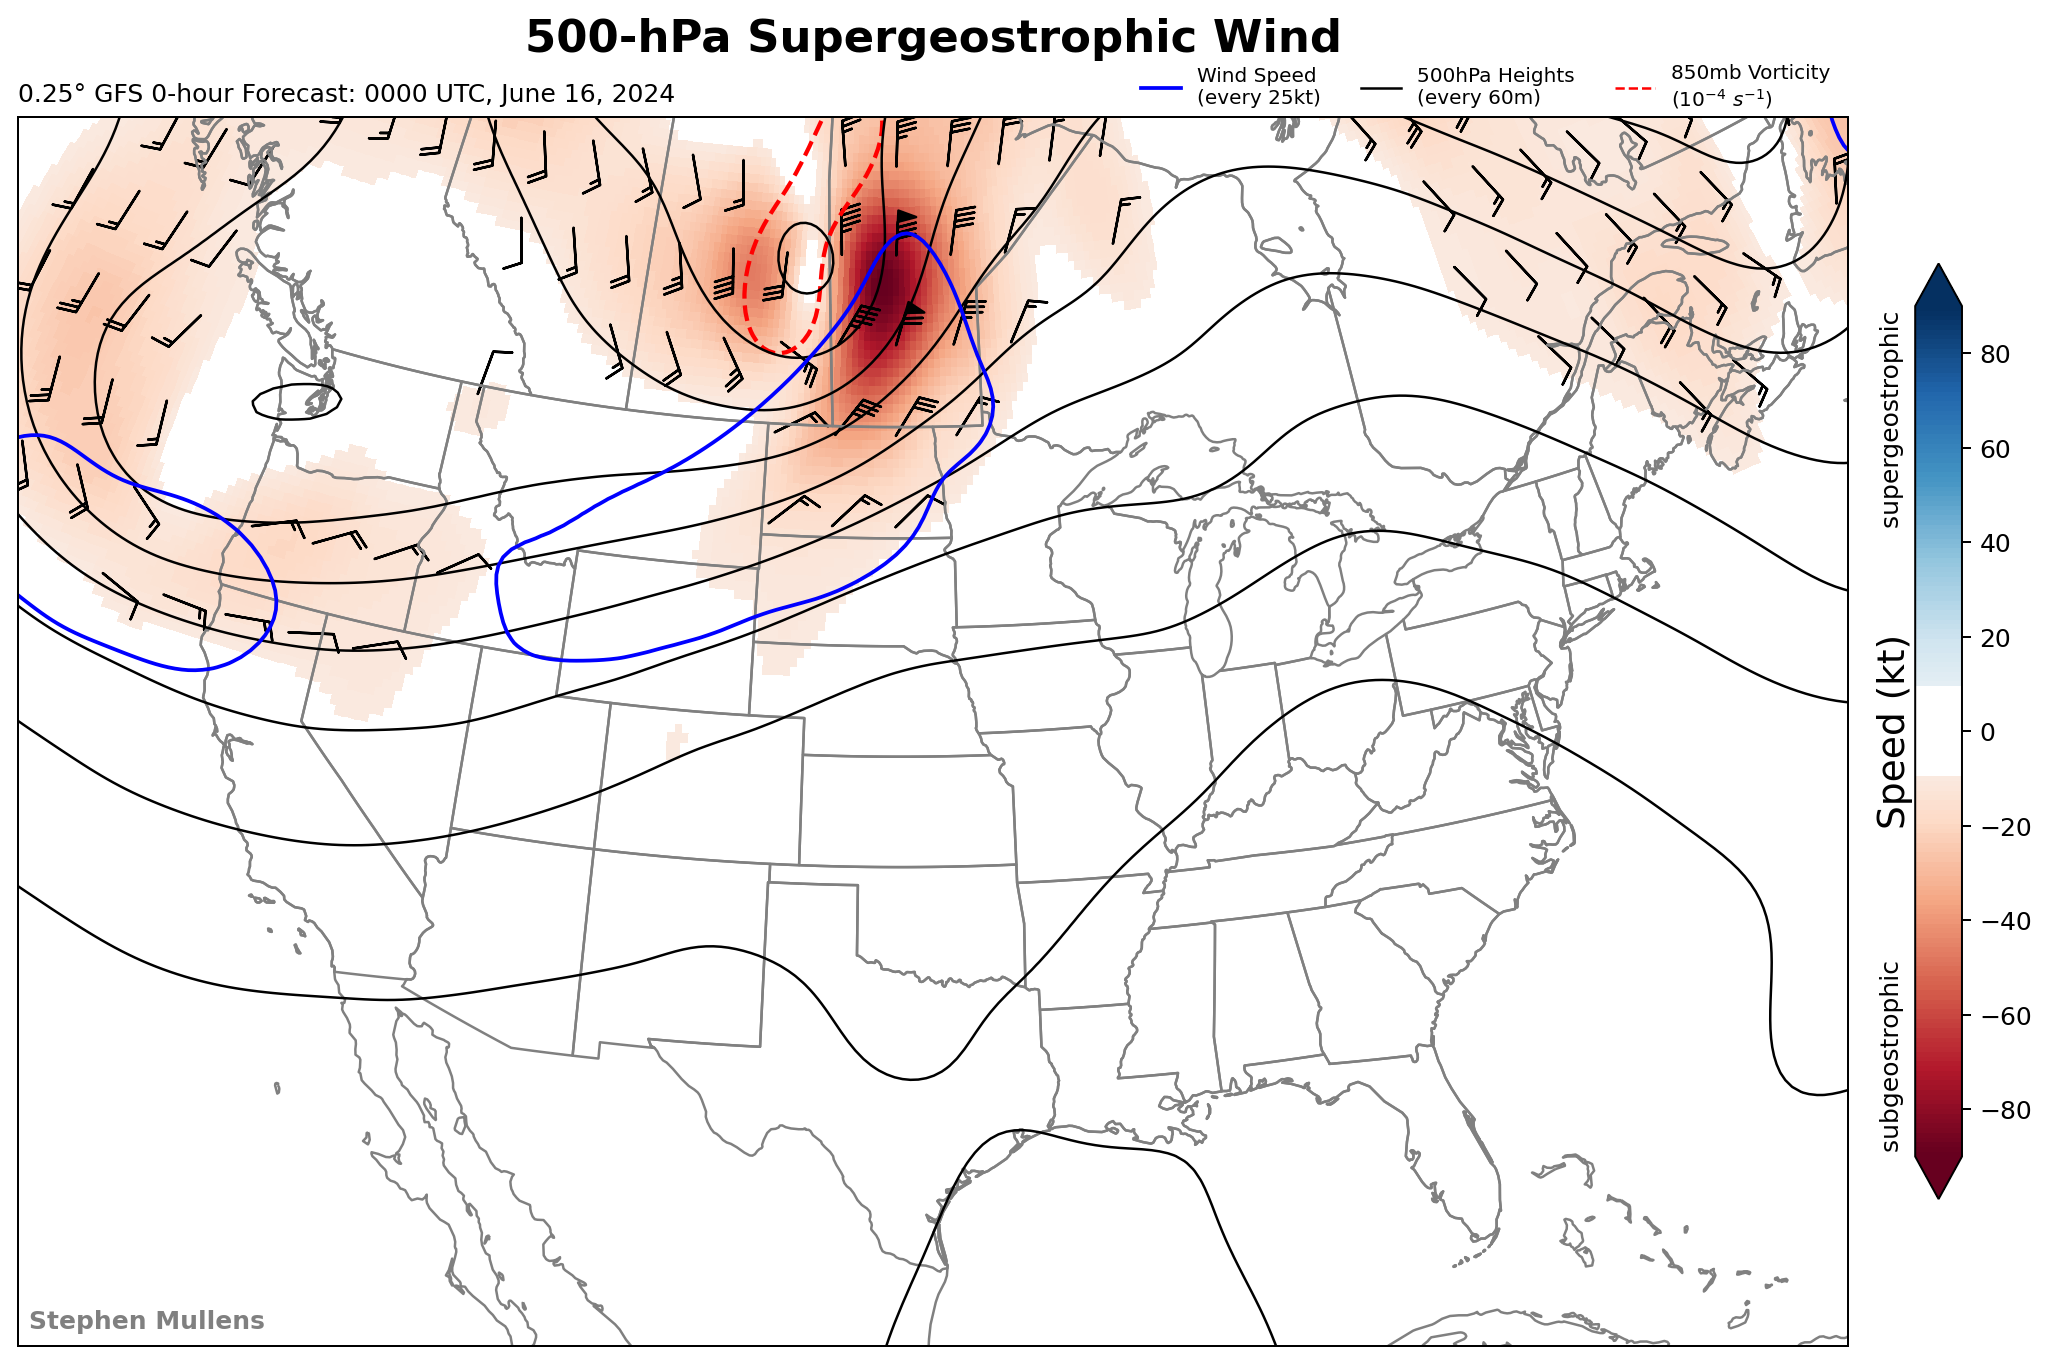 500-hPa Supergeostrophic Wind
0.25° GFS 0-hour Forecast: 0000 UTC, June 16, 2024
Wind Speed
(every 25kt)
500hPa Heights
(every 60m)
850mb Vorticity
(10⁻⁴ s⁻¹)
supergeostrophic
Speed (kt)
subgeostrophic
80
60
40
20
0
−20
−40
−60
−80
Stephen Mullens